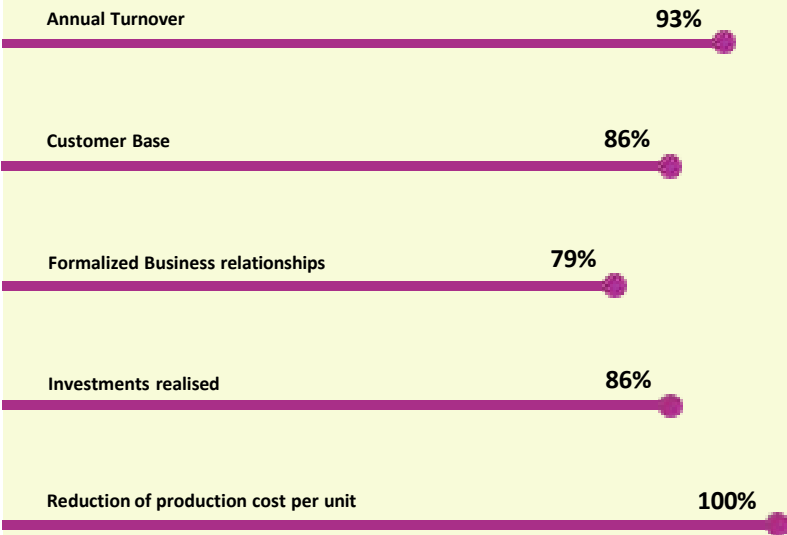 Annual Turnover 93%
Customer Base 86%
Formalized Business relationships 79%
Investments realised 86%
Reduction of production cost per unit 100%